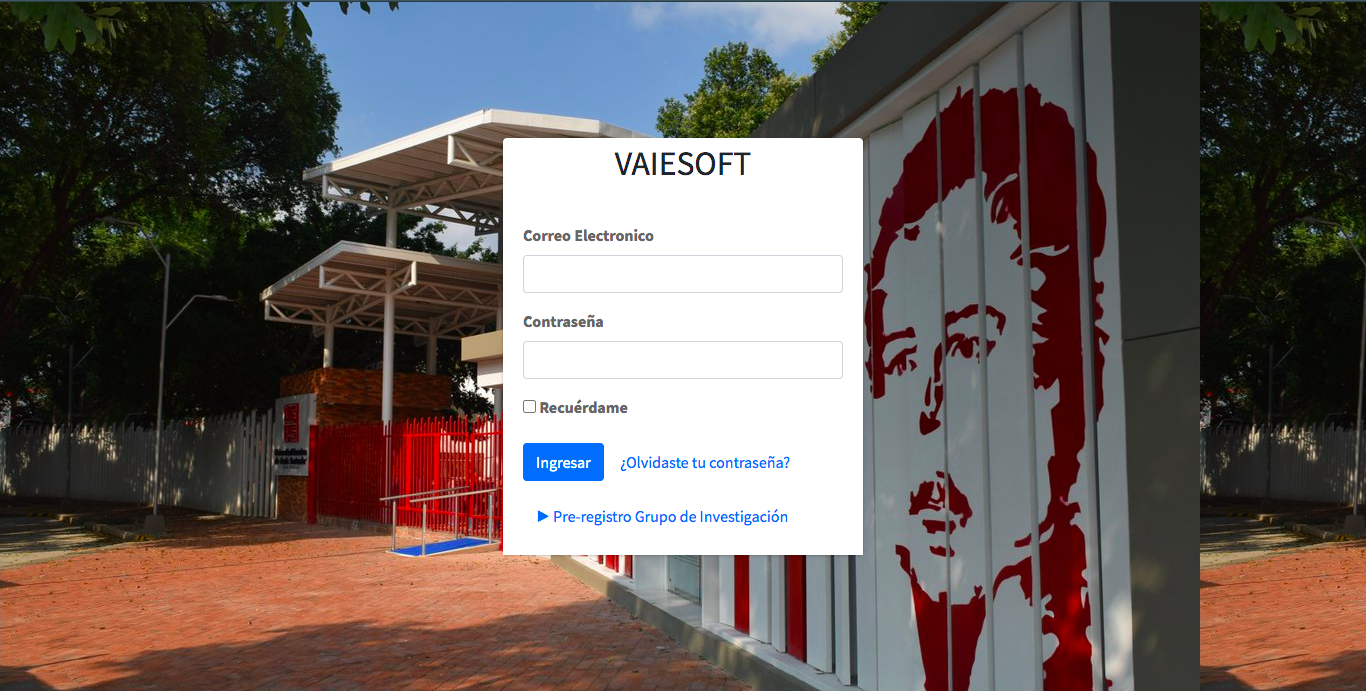 VAIESOFT
Correo Electronico
Contraseña
Recuérdame
Ingresar
¿Olvidaste tu contraseña?
Pre-registro Grupo de Investigación